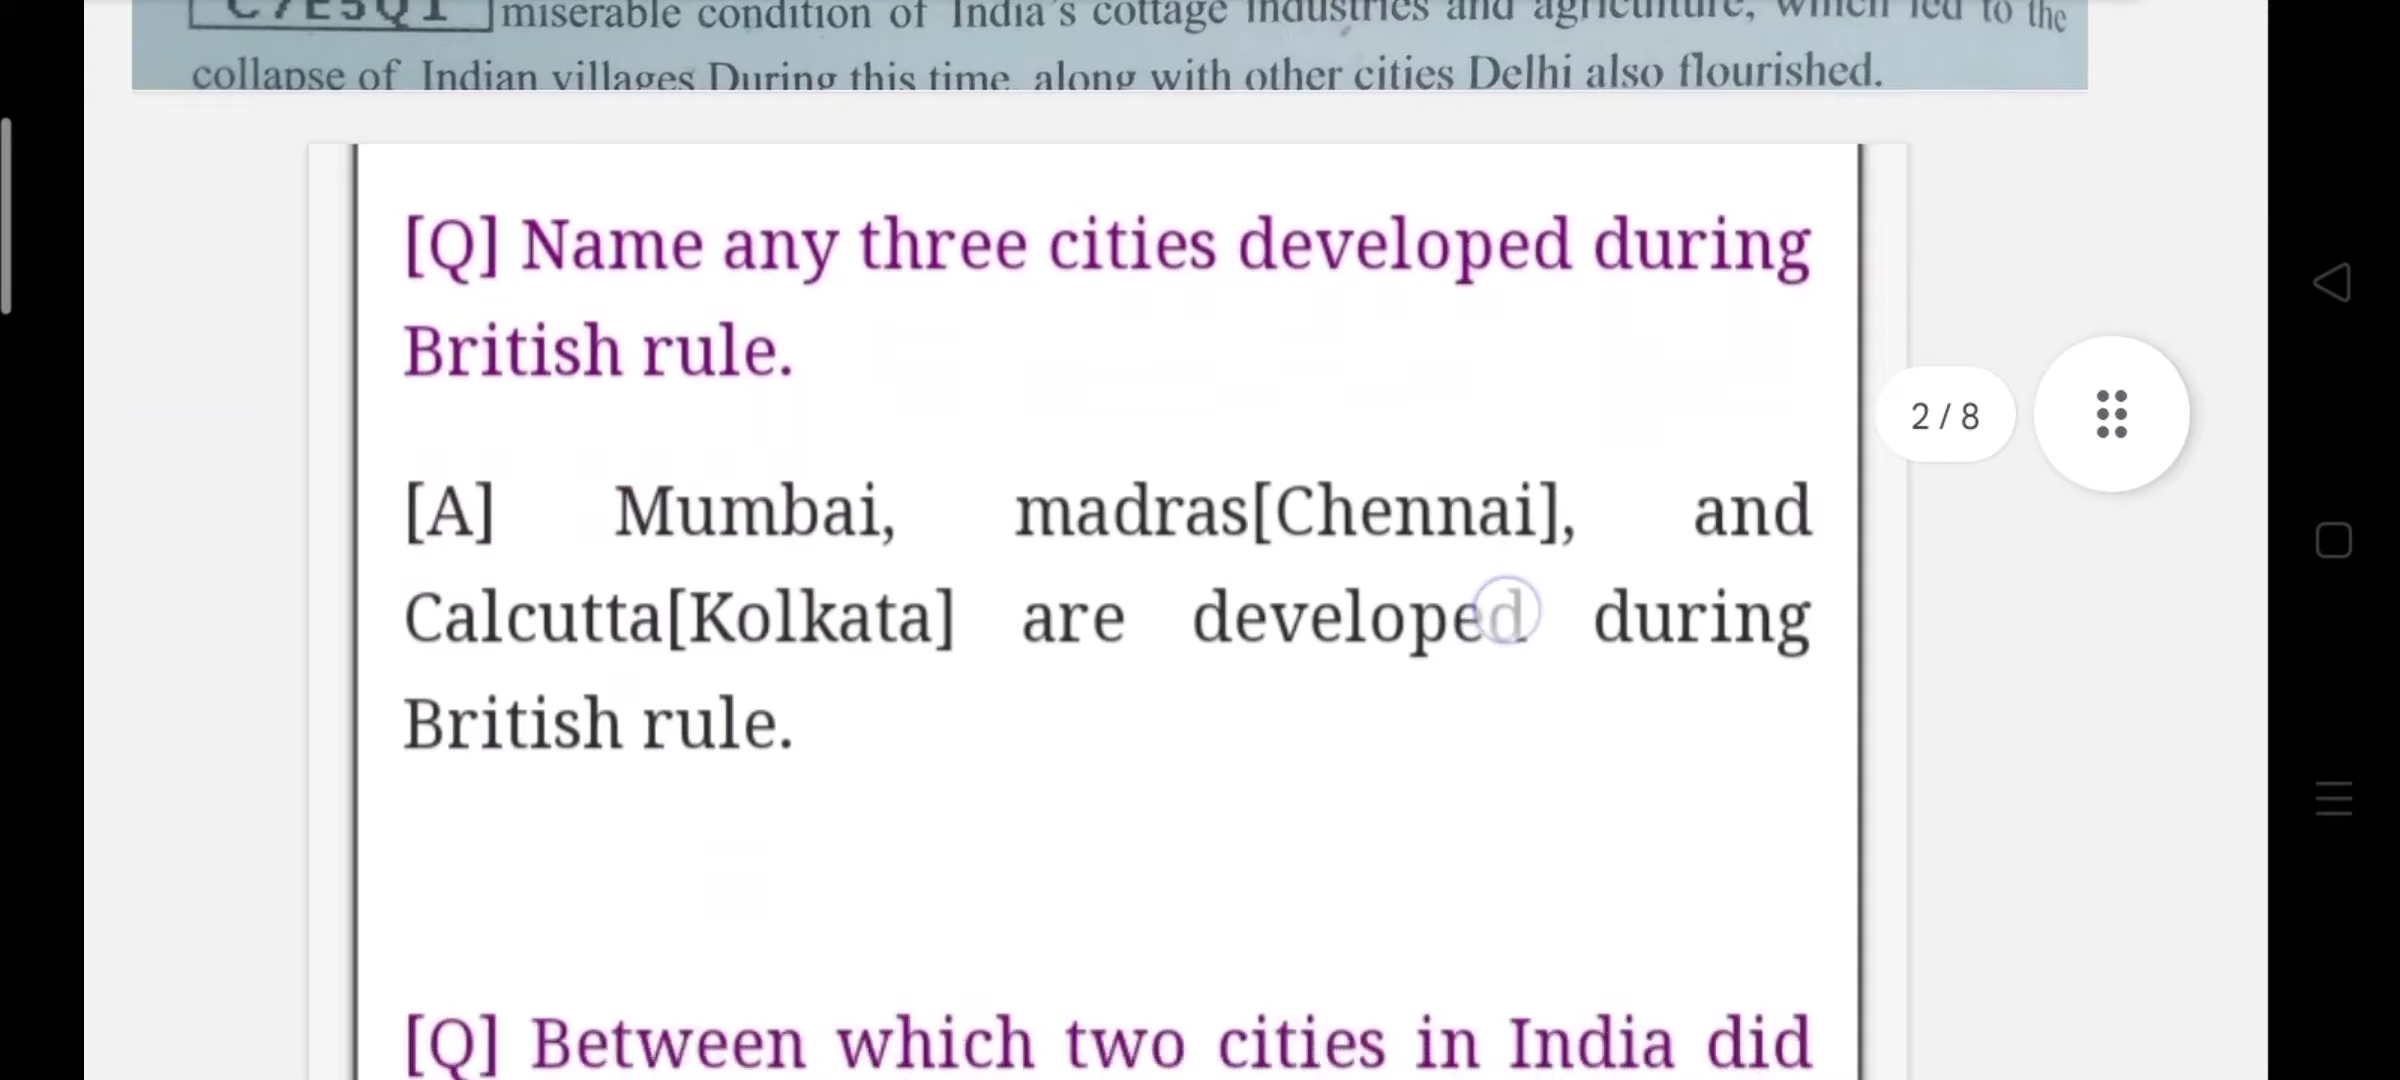 C7E5Q1 miserable condition of India's cottage industries and agriculture, which led to the
collapse of Indian villages During this time, along with other cities Delhi also flourished.
[Q] Name any three cities developed during
British rule.
2 / 8
[A] Mumbai, madras[Chennai], and
Calcutta[Kolkata] are developed during
British rule.
[Q] Between which two cities in India did